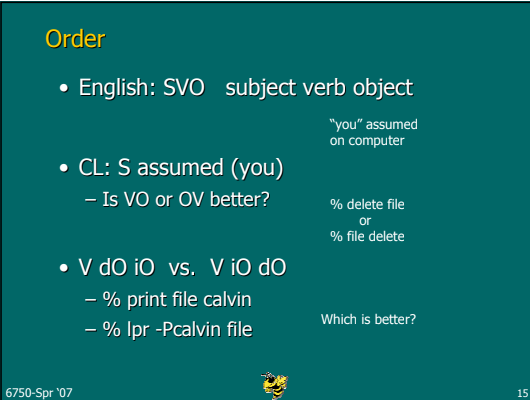 Order
• English: SVO subject verb object
"you" assumed
on computer
• CL: S assumed (you)
– Is VO or OV better?
% delete file
or
% file delete
• V dO iO vs. V iO dO
– % print file calvin
– % lpr -Pcalvin file
Which is better?
6750-Spr '07
15